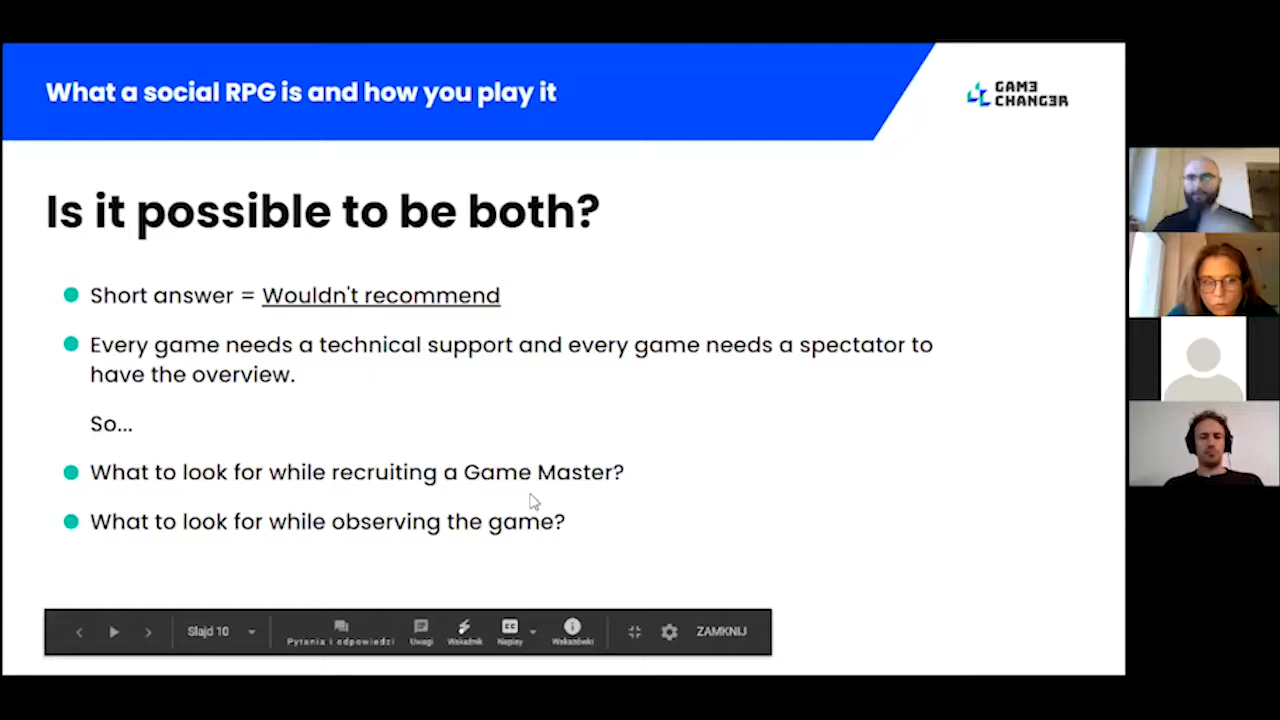 What a social RPG is and how you play it
GAMƎ
CHANGƎR
Is it possible to be both?
Short answer = Wouldn't recommend
Every game needs a technical support and every game needs a spectator to
have the overview.
So...
What to look for while recruiting a Game Master?
What to look for while observing the game?
Slajd 10
Pytania i odpowiedzi
Uwagi
Wskaźnik
CC
Napisy
Wskazówki
ZAMKNIJ